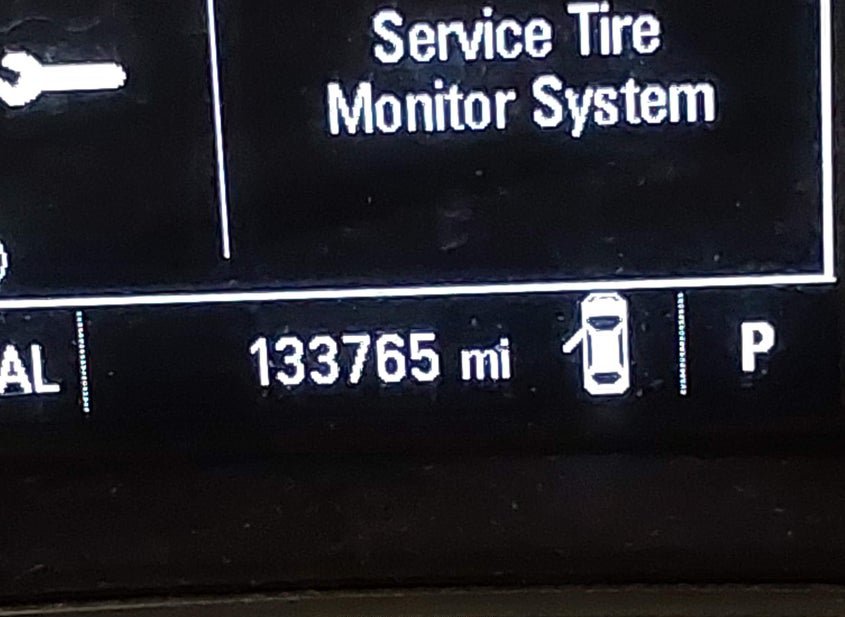 Service Tire
Monitor System
AL
133765 mi
P